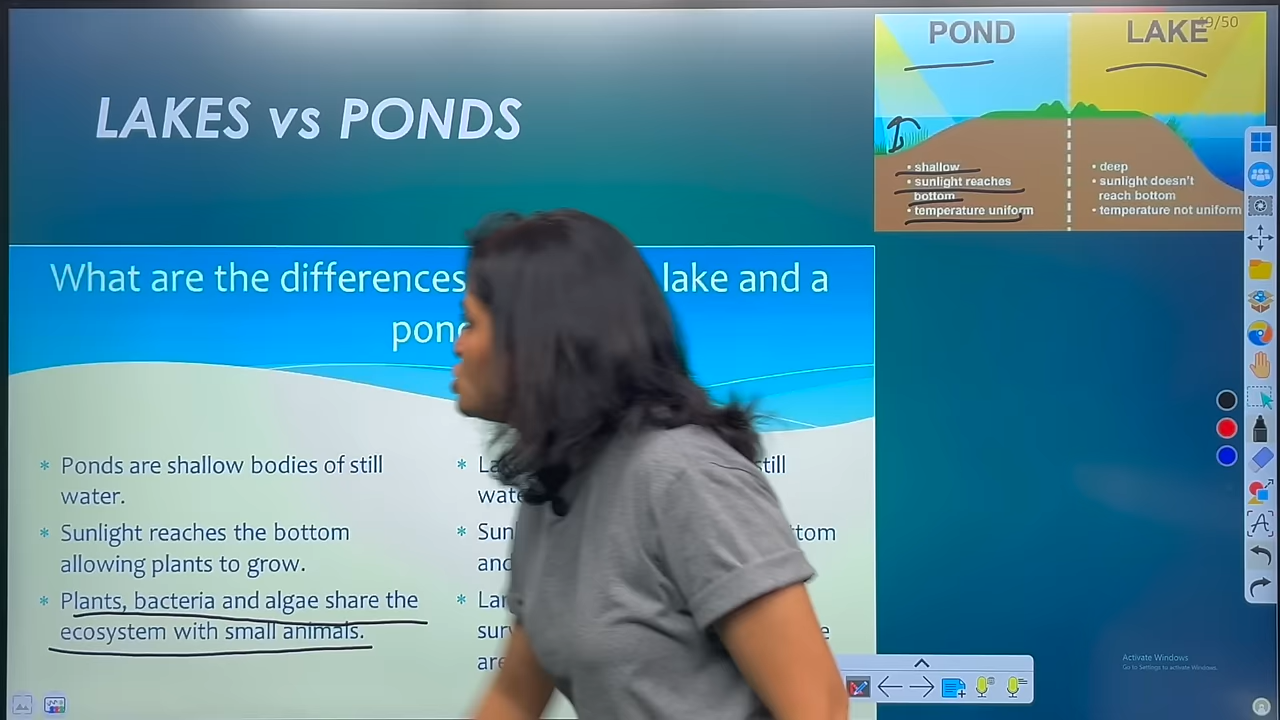 POND
LAKE
49/50
LAKES vs PONDS
• shallow
• sunlight reaches
bottom
• temperature uniform
• deep
• sunlight doesn't
reach bottom
• temperature not uniform
What are the differences lake and a
* Ponds are shallow bodies of still
water.
* Sunlight reaches the bottom
allowing plants to grow.
* Plants, bacteria and algae share the
ecosystem with small animals.
*
still
*
*
Activate Windows
Go to Settings to activate Windows.